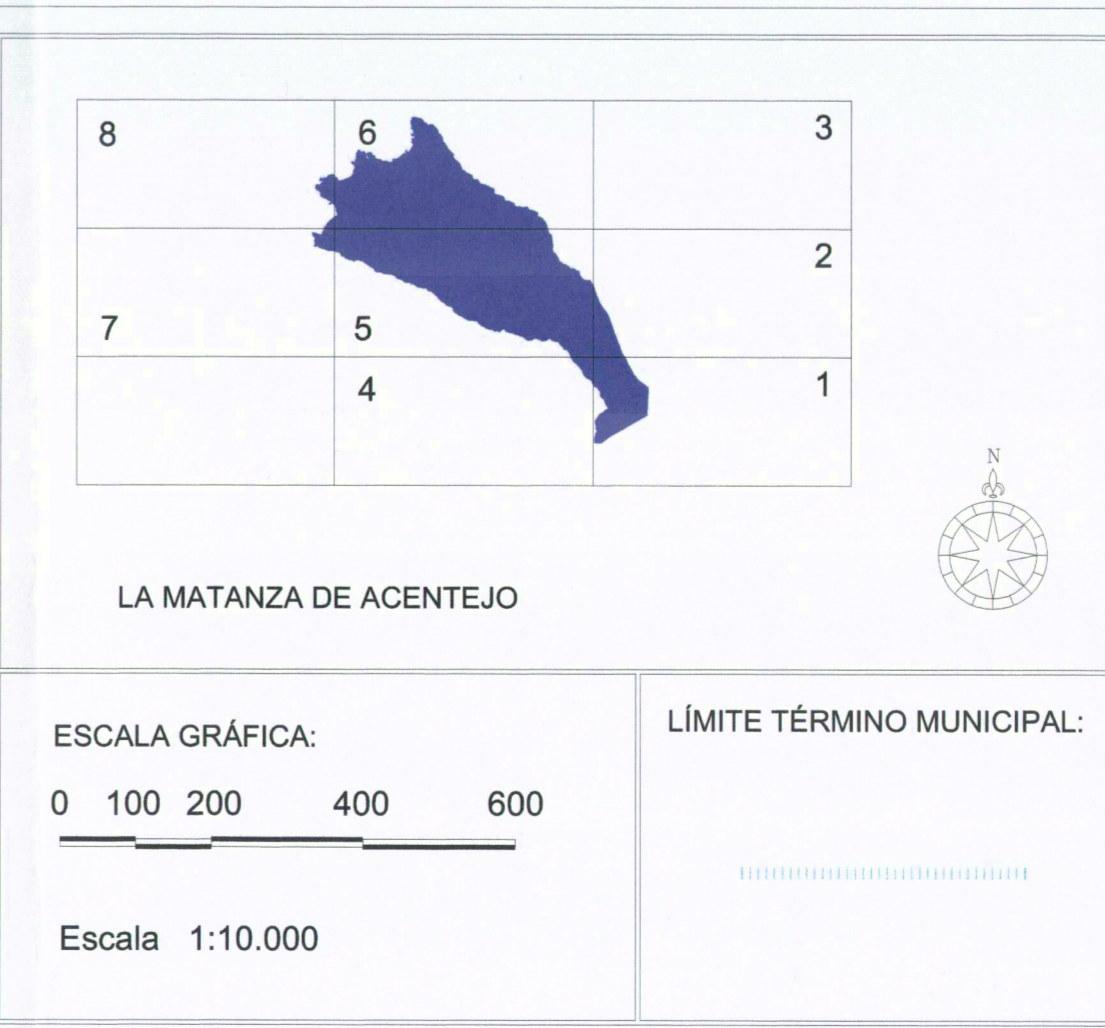 8 6 3
2
7 5
4 1
N
LA MATANZA DE ACENTEJO
ESCALA GRÁFICA:
0 100 200 400 600
Escala 1:10.000
LÍMITE TÉRMINO MUNICIPAL: